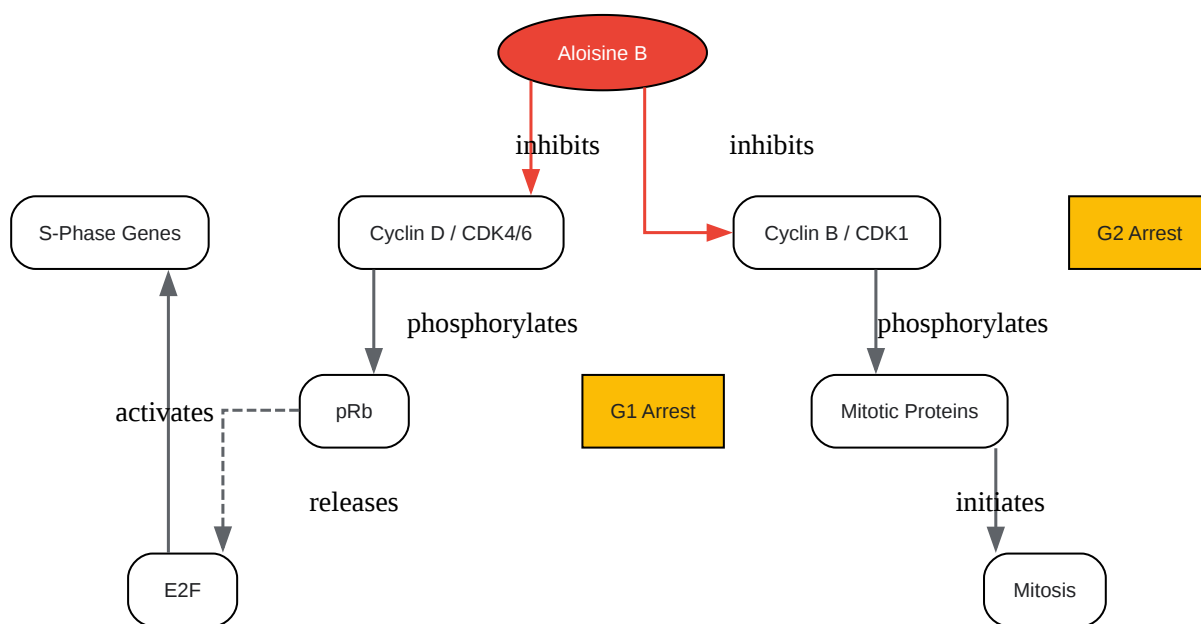 Aloisine B
inhibits
inhibits
S-Phase Genes
Cyclin D / CDK4/6
Cyclin B / CDK1
G2 Arrest
phosphorylates
phosphorylates
activates
pRb
G1 Arrest
Mitotic Proteins
releases
initiates
E2F
Mitosis